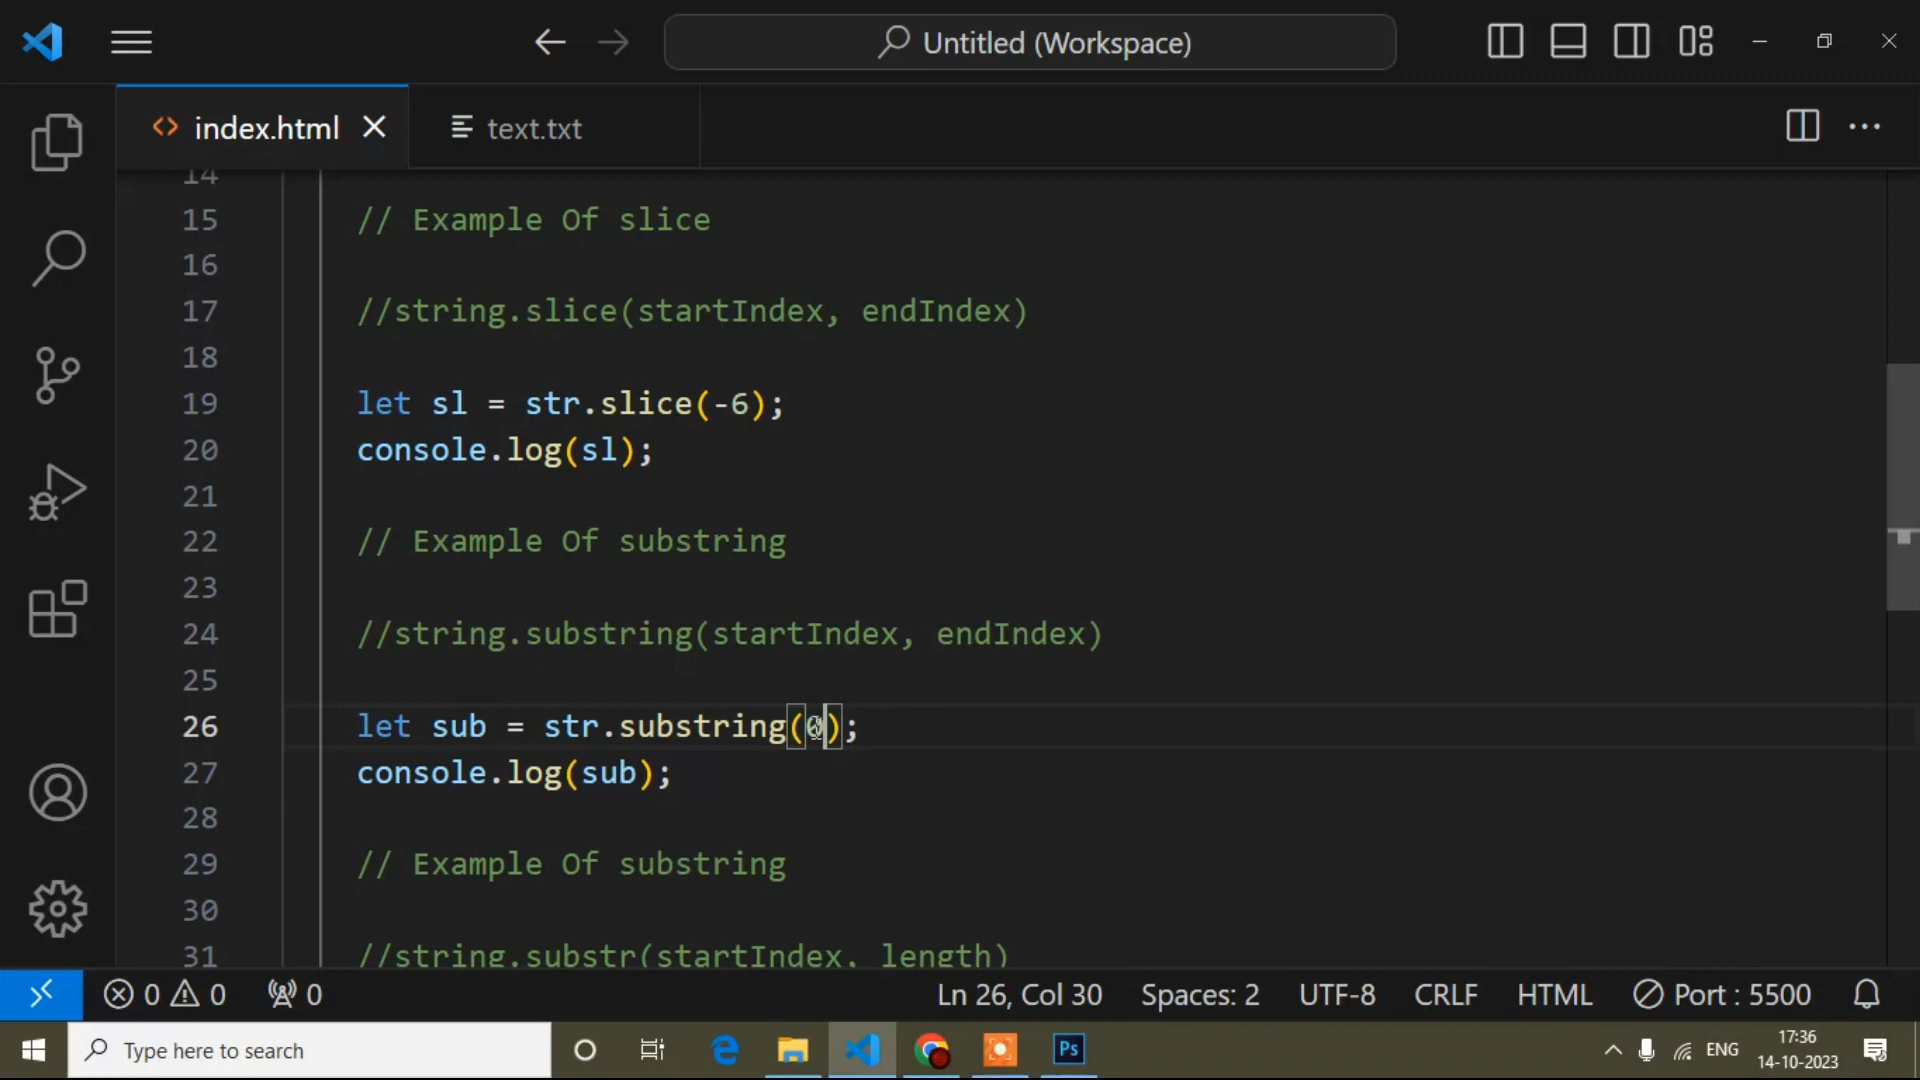 Untitled (Workspace)
index.html
text.txt
14
15 // Example Of slice
16
17 //string.slice(startIndex, endIndex)
18
19 let sl = str.slice(-6);
20 console.log(sl);
21
22 // Example Of substring
23
24 //string.substring(startIndex, endIndex)
25
26 let sub = str.substring(0);
27 console.log(sub);
28
29 // Example Of substring
30
31 //string.substr(startIndex, length)
0 0 0 Ln 26, Col 30 Spaces: 2 UTF-8 CRLF HTML Port : 5500
Type here to search
Ps
ENG
17:36
14-10-2023